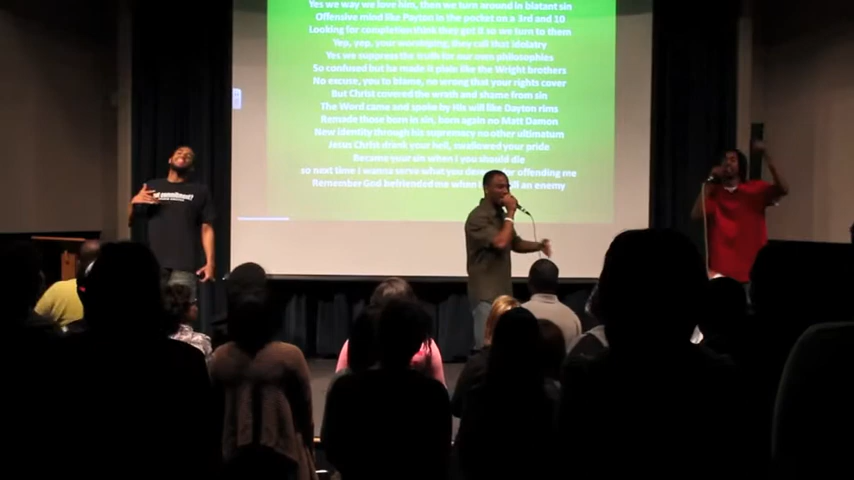 Yes we way we love him, then we turn around in blatant sin
Offensive mind like Payton in the pocket on a 3rd and 10
Looking for completion think they got it so we turn to them
Yep, yep, your worshiping, they call that idolatry
Yes we suppress the truth for our own philosophies
So confused but he made it plain like the Wright brothers
No excuse, you to blame, no wrong that your rights cover
But Christ covered the wrath and shame from sin
The Word came and spoke by His will like Dayton rims
Remade those born in sin, born again no Matt Damon
New identity through his supremacy no other ultimatum
Jesus Christ drink your hell, swallowed your pride
Became your sin when I you should die
so next time I wanna serve what you for offending me
Remember God befriended me when an enemy